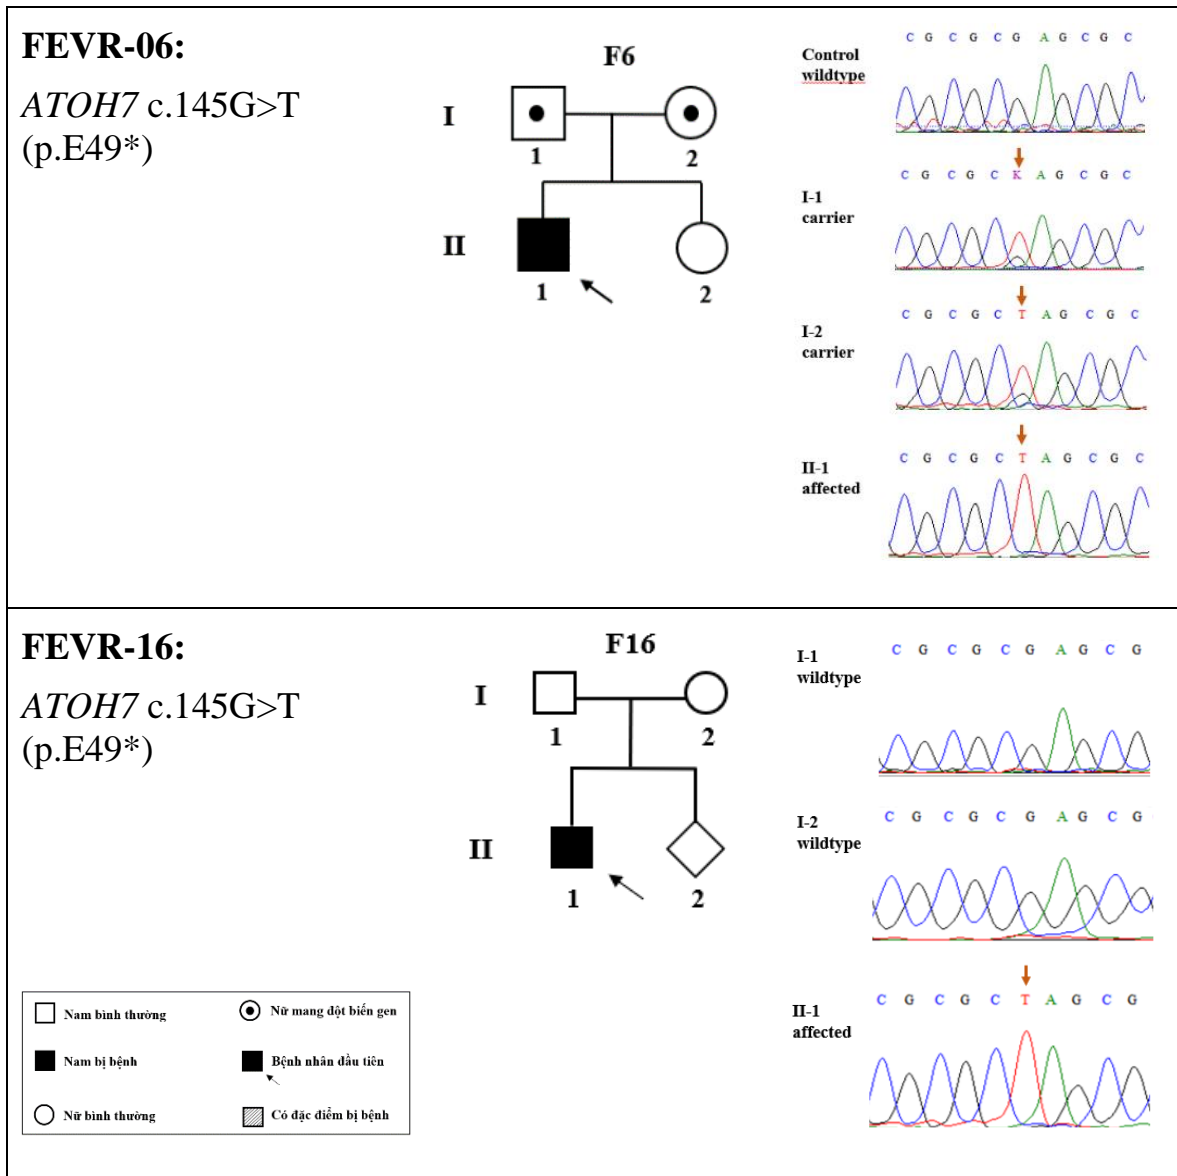 FEVR-06:
ATOH7 c.145G>T
(p.E49*)
F6
I
1
2
II
1
2
Control
wildtype
C G C G C G A G C G C
I-1
carrier
C G C G C K A G C G C
I-2
carrier
C G C G C T A G C G C
II-1
affected
C G C G C T A G C G C
FEVR-16:
ATOH7 c.145G>T
(p.E49*)
F16
I
1
2
II
1
2
I-1
wildtype
C G C G C G A G C G
I-2
wildtype
C G C G C G A G C G
II-1
affected
C G C G C T A G C G
Nam bình thường
Nữ mang đột biến gen
Nam bị bệnh
Bệnh nhân đầu tiên
Nữ bình thường
Có đặc điểm bị bệnh